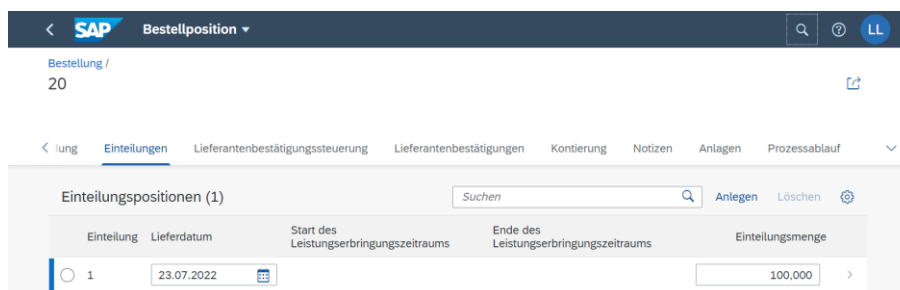 SAP Bestellposition LL
Bestellung /
20
lung Einteilungen Lieferantenbestätigungssteuerung Lieferantenbestätigungen Kontierung Notizen Anlagen Prozessablauf
Einteilungspositionen (1) Suchen Anlegen Löschen
Einteilung Lieferdatum Start des Leistungserbringungszeitraums Ende des Leistungserbringungszeitraums Einteilungsmenge
1 23.07.2022 100,000